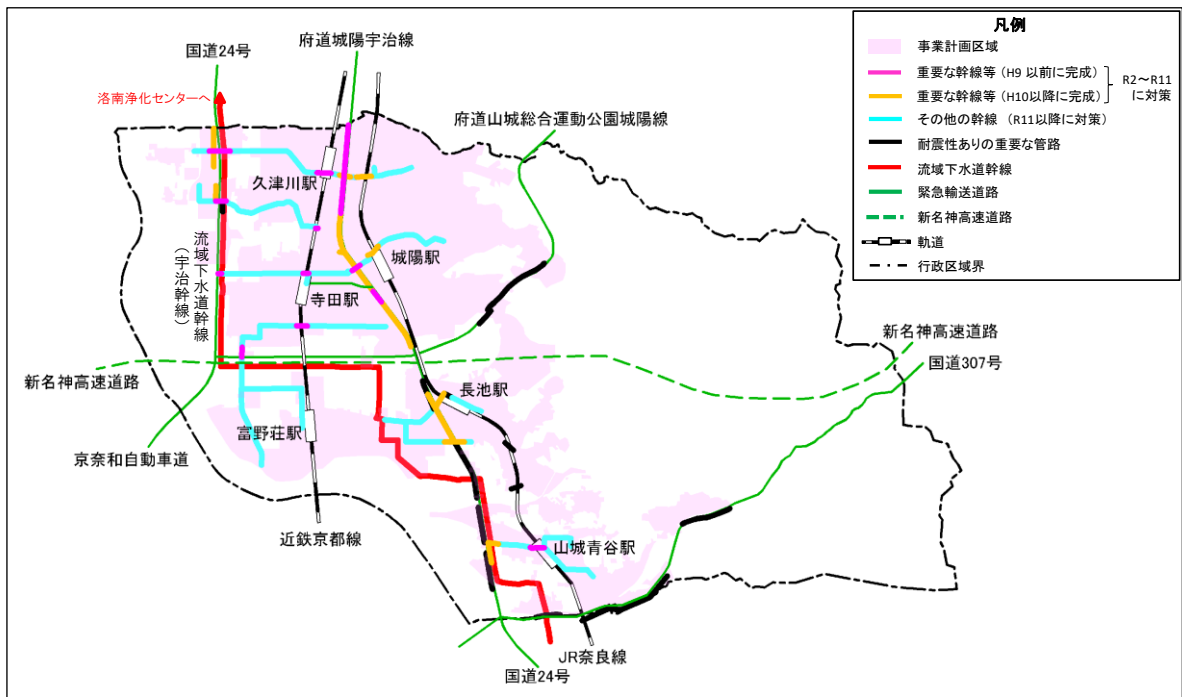 国道24号
府道城陽宇治線
洛南浄化センターへ
府道山城総合運動公園城陽線
久津川駅
城陽駅
流域下水道幹線
(宇治幹線)
寺田駅
新名神高速道路
新名神高速道路
国道307号
長池駅
富野荘駅
京奈和自動車道
近鉄京都線
山城青谷駅
JR奈良線
国道24号
凡例
事業計画区域
重要な幹線等(H9 以前に完成)
重要な幹線等(H10以降に完成)
R2~R11
に対策
その他の幹線 (R11以降に対策)
耐震性ありの重要な管路
流域下水道幹線
緊急輸送道路
新名神高速道路
軌道
行政区域界